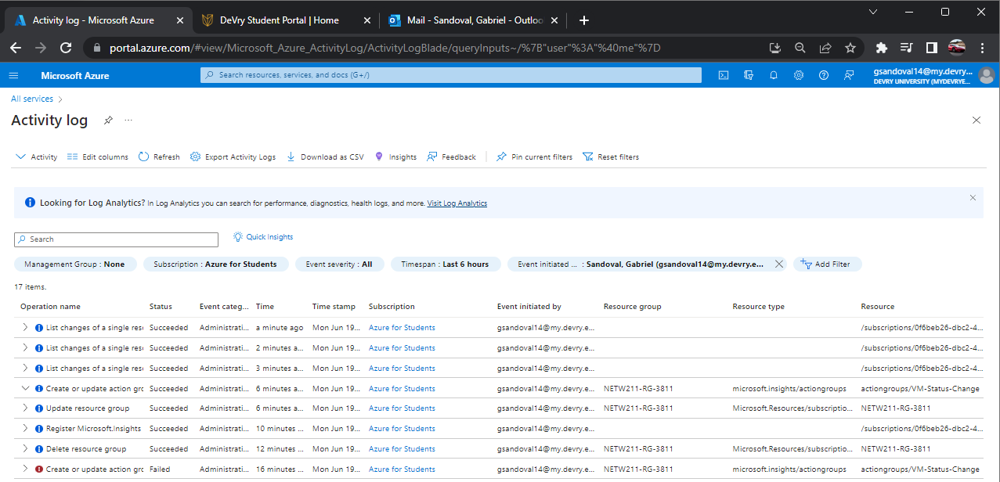 Activity log - Microsoft Azure
DeVry Student Portal | Home
Mail - Sandoval, Gabriel - Outloo
portal.azure.com/#view/Microsoft_Azure_ActivityLog/ActivityLogBlade/queryInputs~/%7B"user"%3A"%40me"%7D
Microsoft Azure
Search resources, services, and docs (G+/)
gsandoval14@my.devry...
DEVRY UNIVERSITY (MYDEVRYE...
All services >
Activity log
...
Activity Edit columns Refresh Export Activity Logs Download as CSV Insights Feedback Pin current filters Reset filters
Looking for Log Analytics? In Log Analytics you can search for performance, diagnostics, health logs, and more. Visit Log Analytics
Search
Quick Insights
Management Group : None Subscription : Azure for Students Event severity : All Timespan : Last 6 hours Event initiated ... : Sandoval, Gabriel (gsandoval14@my.devry.e... Add Filter
17 items.
Operation name Status Event categ... Time Time stamp Subscription Event initiated by Resource group Resource type Resource
List changes of a single res Succeeded Administrati... a minute ago Mon Jun 19... Azure for Students gsandoval14@my.devry.e... /subscriptions/0f6beb26-dbc2-4...
List changes of a single res Succeeded Administrati... 2 minutes a... Mon Jun 19... Azure for Students gsandoval14@my.devry.e... /subscriptions/0f6beb26-dbc2-4...
List changes of a single res Succeeded Administrati... 3 minutes a... Mon Jun 19... Azure for Students gsandoval14@my.devry.e... /subscriptions/0f6beb26-dbc2-4...
Create or update action gro Succeeded Administrati... 6 minutes a... Mon Jun 19... Azure for Students gsandoval14@my.devry.e... NETW211-RG-3811 microsoft.insights/actiongroups actiongroups/VM-Status-Change
Update resource group Succeeded Administrati... 6 minutes a... Mon Jun 19... Azure for Students gsandoval14@my.devry.e... NETW211-RG-3811 Microsoft.Resources/subscriptio... NETW211-RG-3811
Register Microsoft.Insights Succeeded Administrati... 10 minutes ... Mon Jun 19... Azure for Students gsandoval14@my.devry.e... /subscriptions/0f6beb26-dbc2-4...
Delete resource group Succeeded Administrati... 12 minutes ... Mon Jun 19... Azure for Students gsandoval14@my.devry.e... NETW211-RG-3811 Microsoft.Resources/subscriptio... NETW211-RG-3811
Create or update action gro Failed Administrati... 16 minutes ... Mon Jun 19... Azure for Students gsandoval14@my.devry.e... NETW211-RG-3811 microsoft.insights/actiongroups actiongroups/VM-Status-Change